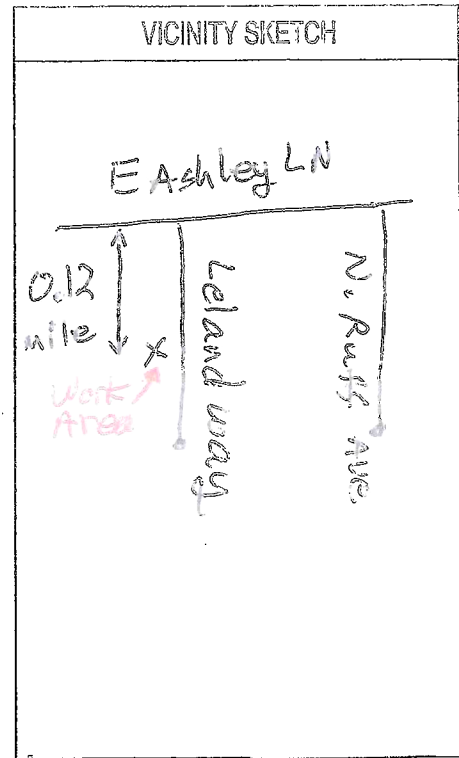 VICINITY SKETCH
E Ashley LN
0.12
mile
X
Work
Area
Leland way
N. Ruff Ave.